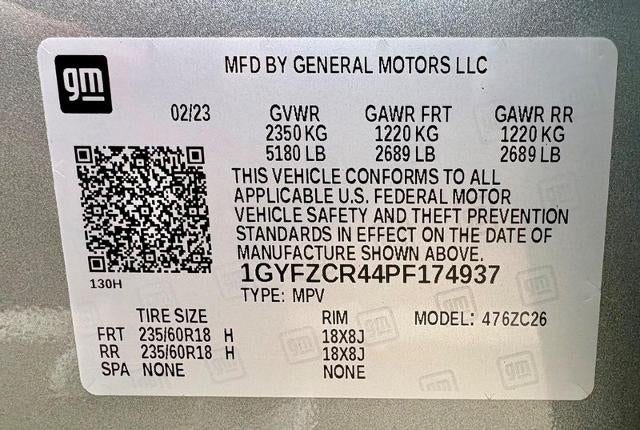 gm
MFD BY GENERAL MOTORS LLC
02/23 GVWR GAWR FRT GAWR RR
2350 KG 1220 KG 1220 KG
5180 LB 2689 LB 2689 LB
THIS VEHICLE CONFORMS TO ALL
APPLICABLE U.S. FEDERAL MOTOR
VEHICLE SAFETY AND THEFT PREVENTION
STANDARDS IN EFFECT ON THE DATE OF
MANUFACTURE SHOWN ABOVE.
1GYFZCR44PF174937
130H
TYPE: MPV
TIRE SIZE RIM MODEL: 476ZC26
FRT 235/60R18 H 18X8J
RR 235/60R18 H 18X8J
SPA NONE NONE